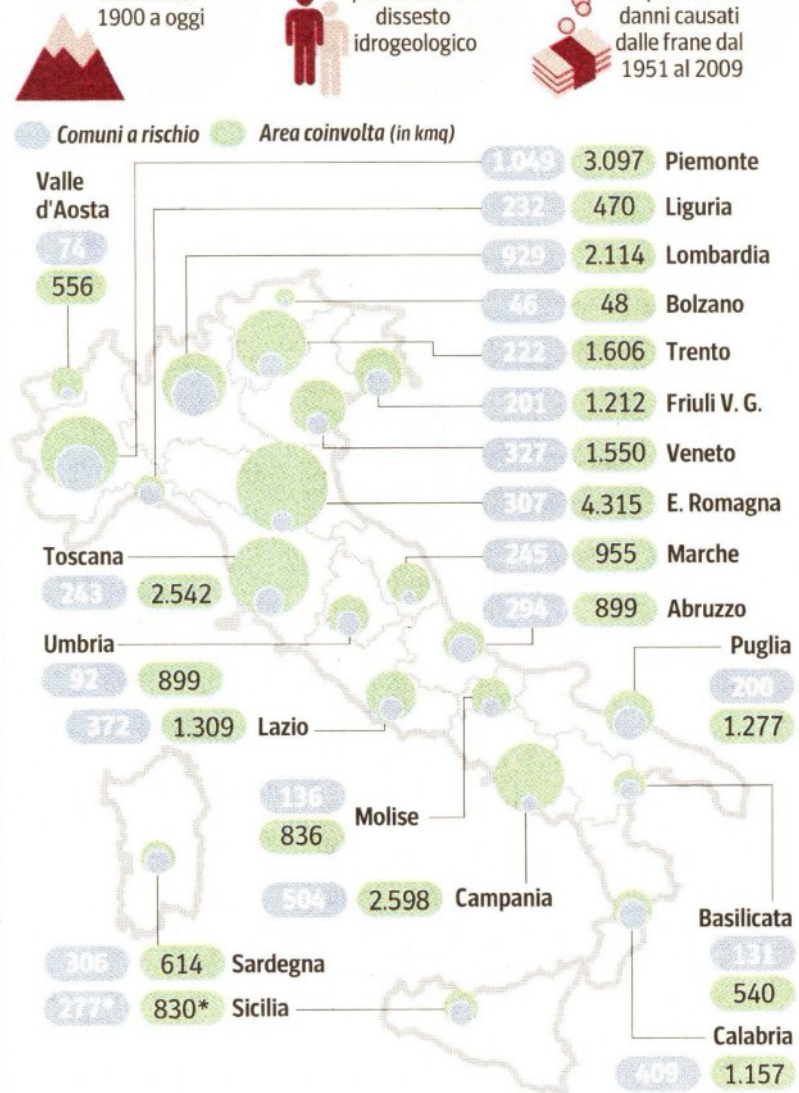 1900 a oggi
dissesto
idrogeologico
danni causati
dalle frane dal
1951 al 2009
Comuni a rischio Area coinvolta (in kmq)
Valle
d'Aosta
74
556
1.049 3.097 Piemonte
232 470 Liguria
929 2.114 Lombardia
46 48 Bolzano
222 1.606 Trento
201 1.212 Friuli V. G.
327 1.550 Veneto
307 4.315 E. Romagna
245 955 Marche
294 899 Abruzzo
Toscana
243 2.542
Umbria
92 899
372 1.309 Lazio
Puglia
200
1.277
136
836
Molise
504 2.598 Campania
Basilicata
131
540
306 614 Sardegna
277* 830* Sicilia
Calabria
409 1.157